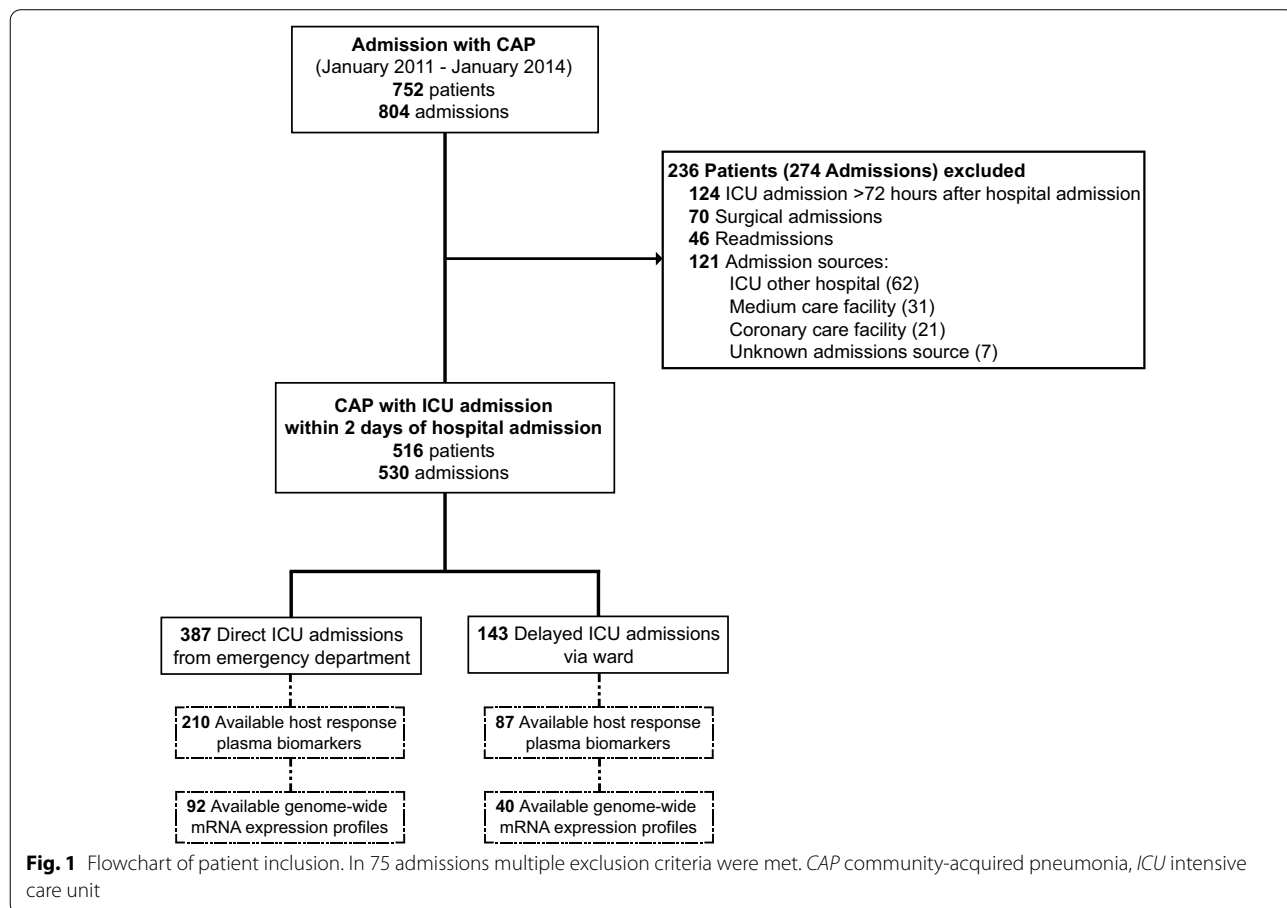 Admission with CAP
(January 2011 - January 2014)
752 patients
804 admissions
236 Patients (274 Admissions) excluded
124 ICU admission >72 hours after hospital admission
70 Surgical admissions
46 Readmissions
121 Admission sources:
ICU other hospital (62)
Medium care facility (31)
Coronary care facility (21)
Unknown admissions source (7)
CAP with ICU admission
within 2 days of hospital admission
516 patients
530 admissions
387 Direct ICU admissions
from emergency department
143 Delayed ICU admissions
via ward
210 Available host response
plasma biomarkers
87 Available host response
plasma biomarkers
92 Available genome-wide
mRNA expression profiles
40 Available genome-wide
mRNA expression profiles
Fig. 1 Flowchart of patient inclusion. In 75 admissions multiple exclusion criteria were met. CAP community-acquired pneumonia, ICU intensive
care unit